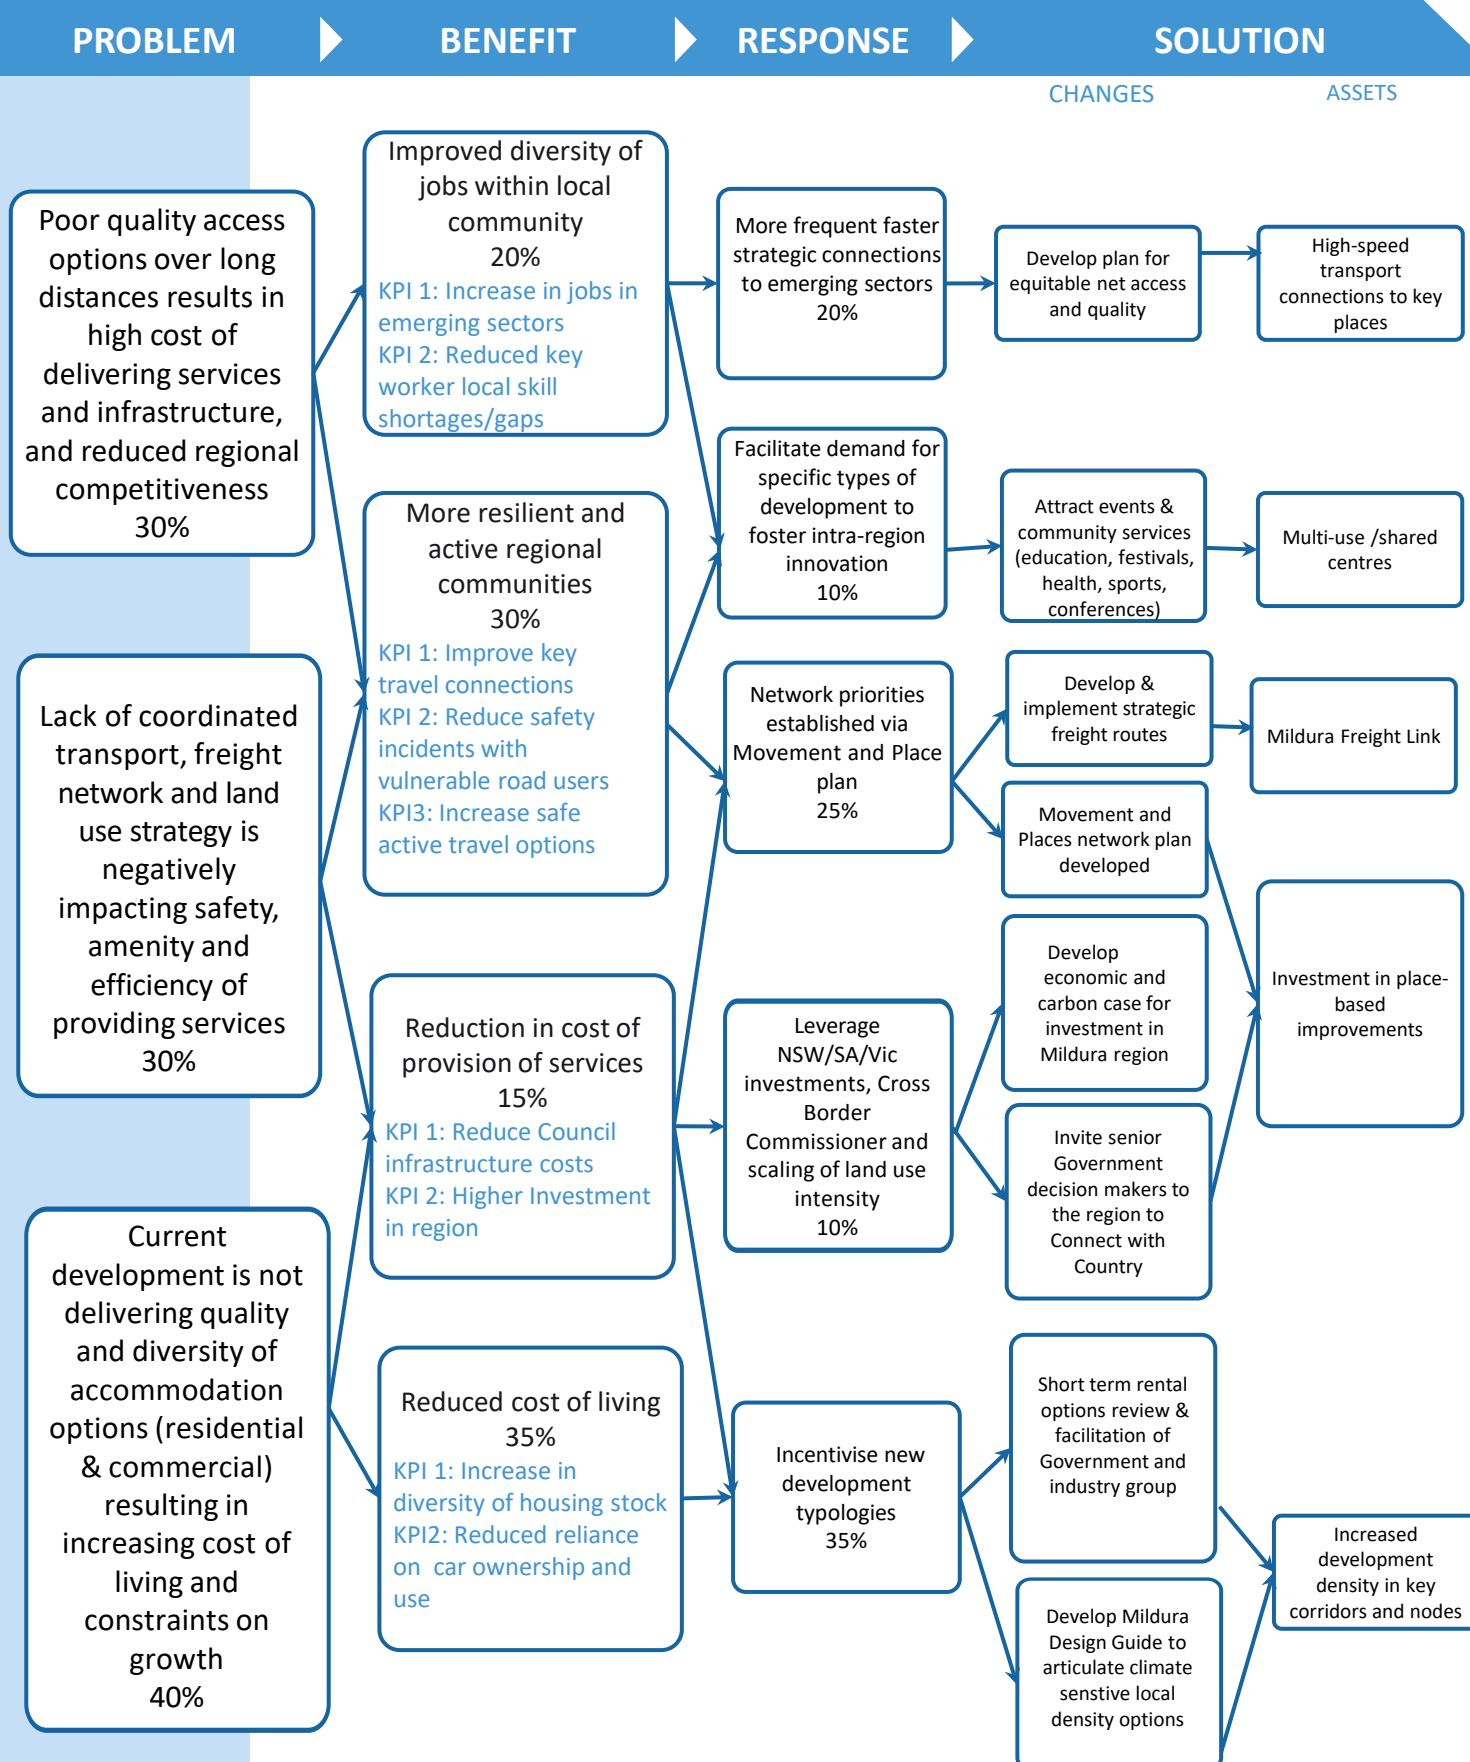 PROBLEM
BENEFIT
RESPONSE
SOLUTION
CHANGES
ASSETS
Poor quality access
options over long
distances results in
high cost of
delivering services
and infrastructure,
and reduced regional
competitiveness
30%
Lack of coordinated
transport, freight
network and land
use strategy is
negatively
impacting safety,
amenity and
efficiency of
providing services
30%
Current
development is not
delivering quality
and diversity of
accommodation
options (residential
& commercial)
resulting in
increasing cost of
living and
constraints on
growth
40%
Improved diversity of
jobs within local
community
20%
KPI 1: Increase in jobs in
emerging sectors
KPI 2: Reduced key
worker local skill
shortages/gaps
More resilient and
active regional
communities
30%
KPI 1: Improve key
travel connections
KPI 2: Reduce safety
incidents with
vulnerable road users
KPI3: Increase safe
active travel options
Reduction in cost of
provision of services
15%
KPI 1: Reduce Council
infrastructure costs
KPI 2: Higher Investment
in region
Reduced cost of living
35%
KPI 1: Increase in
diversity of housing stock
KPI2: Reduced reliance
on car ownership and
use
More frequent faster
strategic connections
to emerging sectors
20%
Facilitate demand for
specific types of
development to
foster intra-region
innovation
10%
Network priorities
established via
Movement and Place
plan
25%
Leverage
NSW/SA/Vic
investments, Cross
Border
Commissioner and
scaling of land use
intensity
10%
Incentivise new
development
typologies
35%
Develop plan for
equitable net access
and quality
Attract events &
community services
(education, festivals,
health, sports,
conferences)
Develop &
implement strategic
freight routes
Movement and
Places network plan
developed
Develop
economic and
carbon case for
investment in
Mildura region
Invite senior
Government
decision makers to
the region to
Connect with
Country
Short term rental
options review &
facilitation of
Government and
industry group
Develop Mildura
Design Guide to
articulate climate
senstive local
density options
High-speed
transport
connections to key
places
Multi-use /shared
centres
Mildura Freight Link
Investment in place-
based
improvements
Increased
development
density in key
corridors and nodes